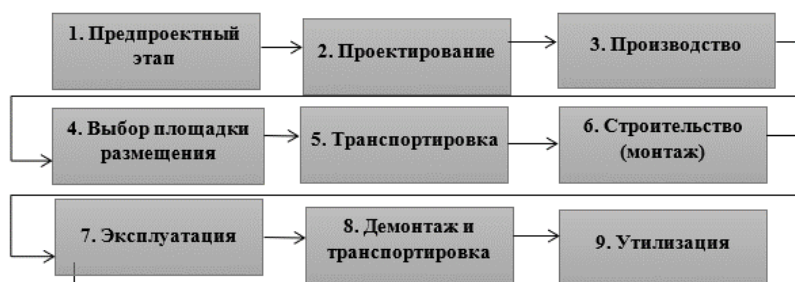 1. Предпроектный
этап
2. Проектирование
3. Производство
4. Выбор площадки
размещения
5. Транспортировка
6. Строительство
(монтаж)
7. Эксплуатация
8. Демонтаж и
транспортировка
9. Утилизация